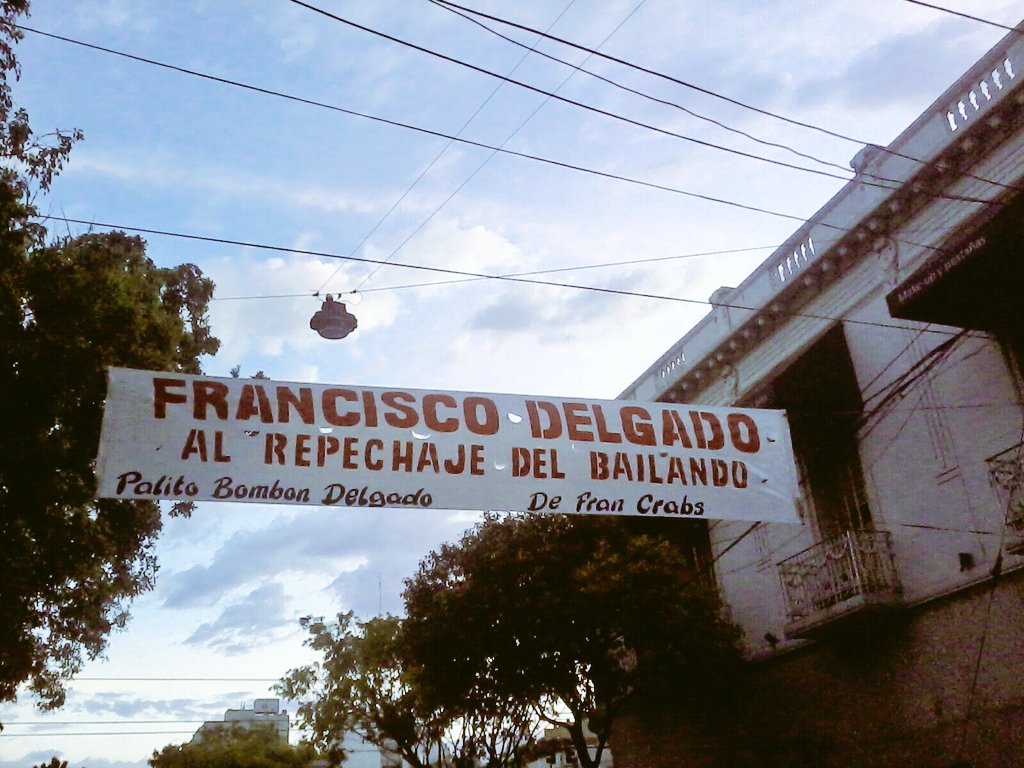 FRANCISCO DELGADO
AL REPECHAJE DEL BAILANDO
Palito Bombon Delgado De Fran Crabs